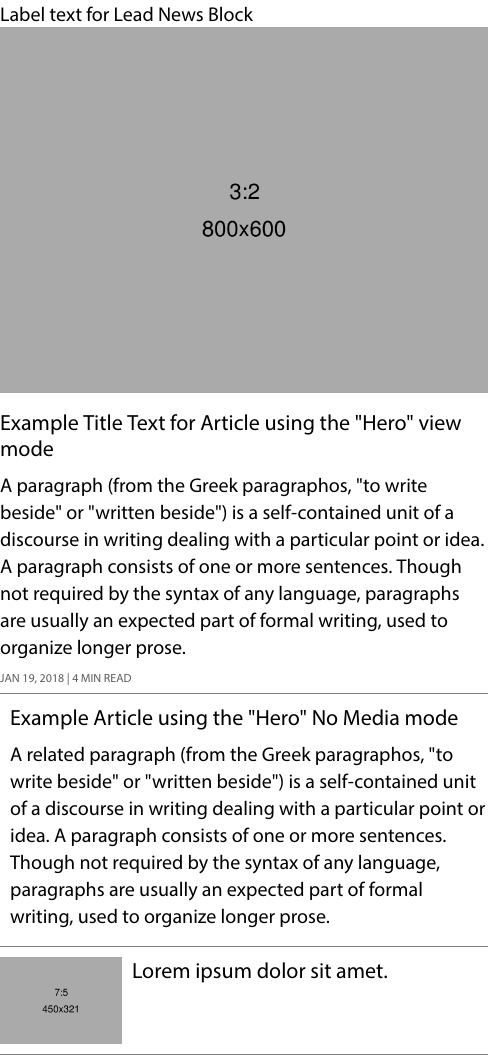 Label text for Lead News Block
3:2
800x600
Example Title Text for Article using the "Hero" view
mode
A paragraph (from the Greek paragraphos, "to write
beside" or "written beside") is a self-contained unit of a
discourse in writing dealing with a particular point or idea.
A paragraph consists of one or more sentences. Though
not required by the syntax of any language, paragraphs
are usually an expected part of formal writing, used to
organize longer prose.
JAN 19, 2018 | 4 MIN READ
Example Article using the "Hero" No Media mode
A related paragraph (from the Greek paragraphos, "to
write beside" or "written beside") is a self-contained unit
of a discourse in writing dealing with a particular point or
idea. A paragraph consists of one or more sentences.
Though not required by the syntax of any language,
paragraphs are usually an expected part of formal
writing, used to organize longer prose.
7:5
450x321
Lorem ipsum dolor sit amet.